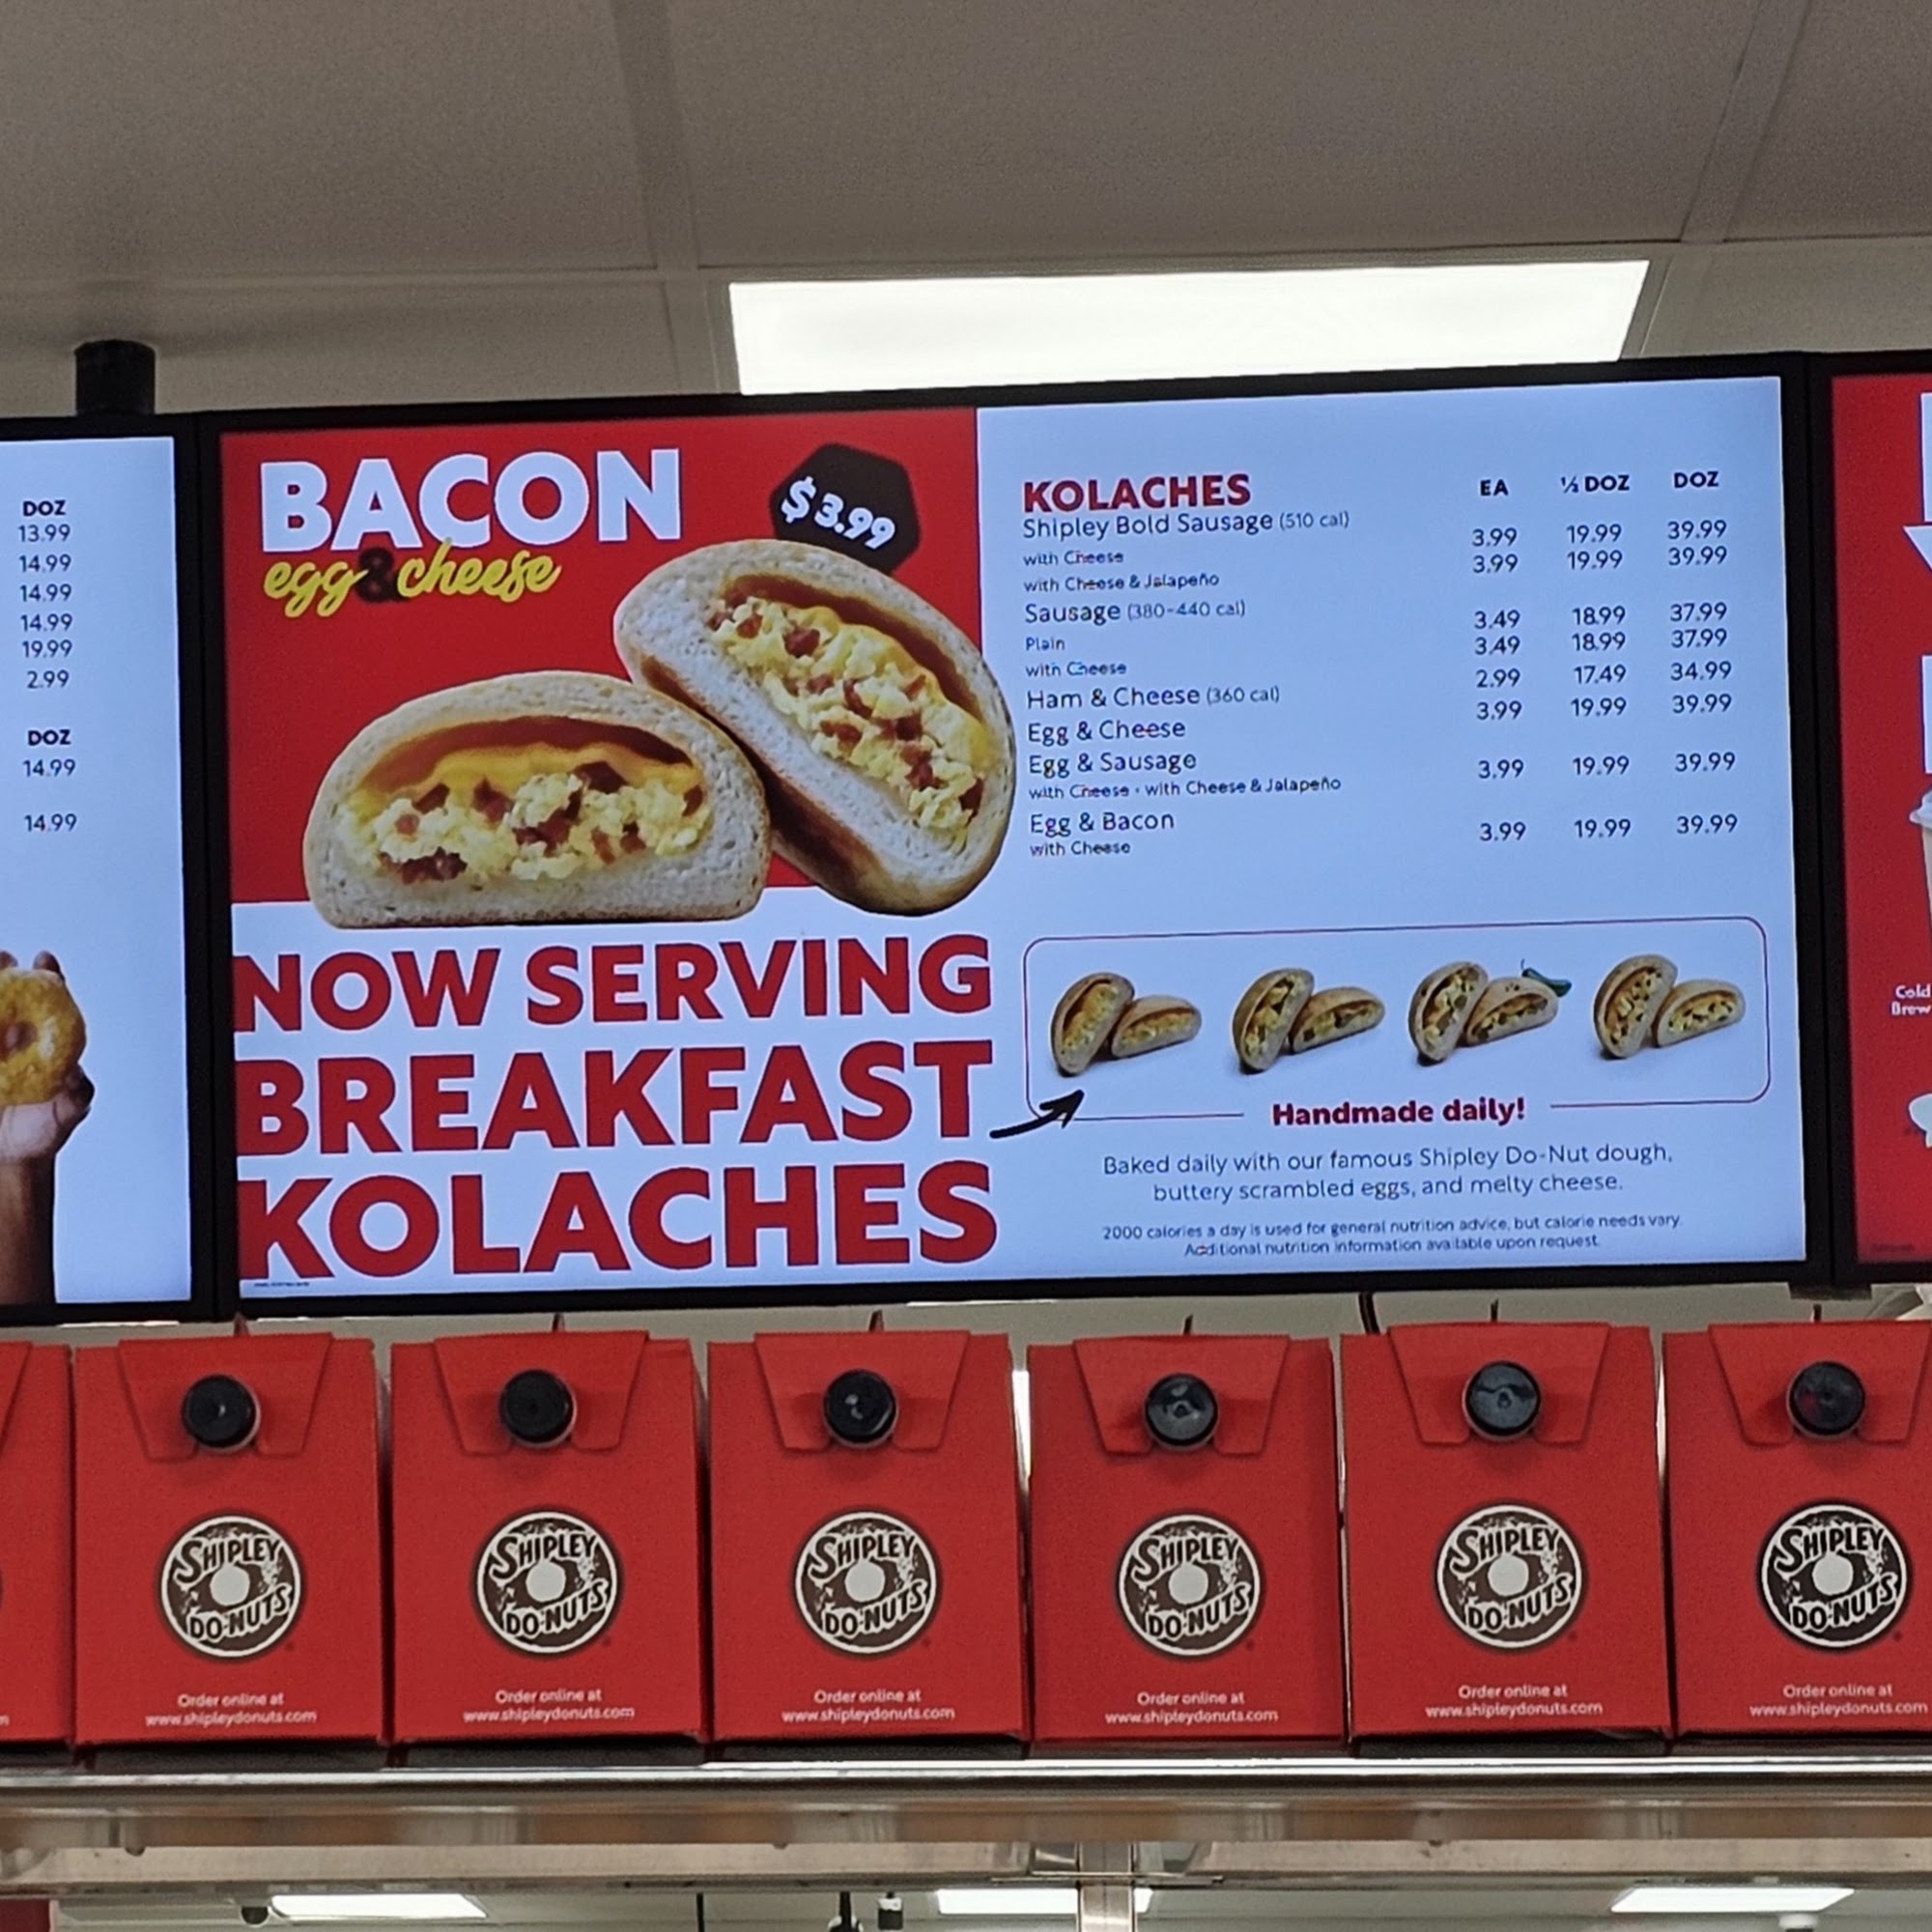 DOZ
13.99
14.99
14.99
14.99
19.99
2.99
DOZ
14.99
14.99
BACON
egg & cheese
$3.99
NOW SERVING
BREAKFAST
KOLACHES
KOLACHES EA ½ DOZ DOZ
Shipley Bold Sausage (510 cal)
with Cheese 3.99 19.99 39.99
with Cheese & Jalapeño 3.99 19.99 39.99
Sausage (380-440 cal)
Plain 3.49 18.99 37.99
with Cheese 3.49 18.99 37.99
Ham & Cheese (360 cal) 2.99 17.49 34.99
Egg & Cheese 3.99 19.99 39.99
Egg & Sausage 3.99 19.99 39.99
with Cheese • with Cheese & Jalapeño
Egg & Bacon 3.99 19.99 39.99
with Cheese
Handmade daily!
Baked daily with our famous Shipley Do-Nut dough,
buttery scrambled eggs, and melty cheese.
2000 calories a day is used for general nutrition advice, but calorie needs vary.
Additional nutrition information available upon request.
Cold
Brew
SHIPLEY
DO-NUTS
Order online at
www.shipleydonuts.com
SHIPLEY
DO-NUTS
Order online at
www.shipleydonuts.com
SHIPLEY
DO-NUTS
Order online at
www.shipleydonuts.com
SHIPLEY
DO-NUTS
Order online at
www.shipleydonuts.com
SHIPLEY
DO-NUTS
Order online at
www.shipleydonuts.com
SHIPLEY
DO-NUTS
Order online at
www.shipleydonuts.com